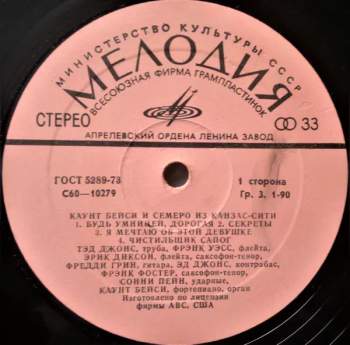 МИНИСТЕРСТВО КУЛЬТУРЫ СССР
МЕЛОДИЯ
ВСЕСОЮЗНАЯ ФИРМА ГРАМПЛАСТИНОК
СТЕРЕО
33
АПРЕЛЕВСКИЙ ОРДЕНА ЛЕНИНА ЗАВОД
ГОСТ 5289-73
С60—10279
1 сторона
Гр. 3. 1-90
КАУНТ БЕЙСИ И СЕМЕРО ИЗ КАНЗАС-СИТИ
1. БУДЬ УМНИЦЕЙ, ДОРОГАЯ 2. СЕКРЕТЫ
3. Я МЕЧТАЮ ОБ ЭТОЙ ДЕВУШКЕ
4. ЧИСТИЛЬЩИК САПОГ
ТЭД ДЖОНС, труба, ФРЭНК УЭСС, флейта,
ЭРИК ДИКСОН, флейта, саксофон-тенор,
ФРЕДДИ ГРИН, гитара, ЭД ДЖОНС, контрабас,
ФРЭНК ФОСТЕР, саксофон-тенор,
СОННИ ПЕЙН, ударные,
КАУНТ БЕЙСИ, фортепиано, орган
Изготовлено по лицензии
фирмы АВС, США